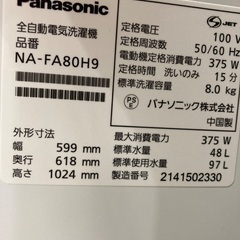 Panasonic
全自動電気洗濯機
品番
NA-FA80H9
外形寸法
幅 599 mm
奥行 618 mm
高さ 1024 mm
JET
定格電圧 100 V
定格周波数 50/60 Hz
電動機定格消費電力 375 W
定格時間 洗いのみ 15 分
標準洗濯容量 8.0 kg
パナソニック株式会社
中国製
最大消費電力 375 W
標準水量 48 L
標準使用水量 97 L
製造番号 2141502330